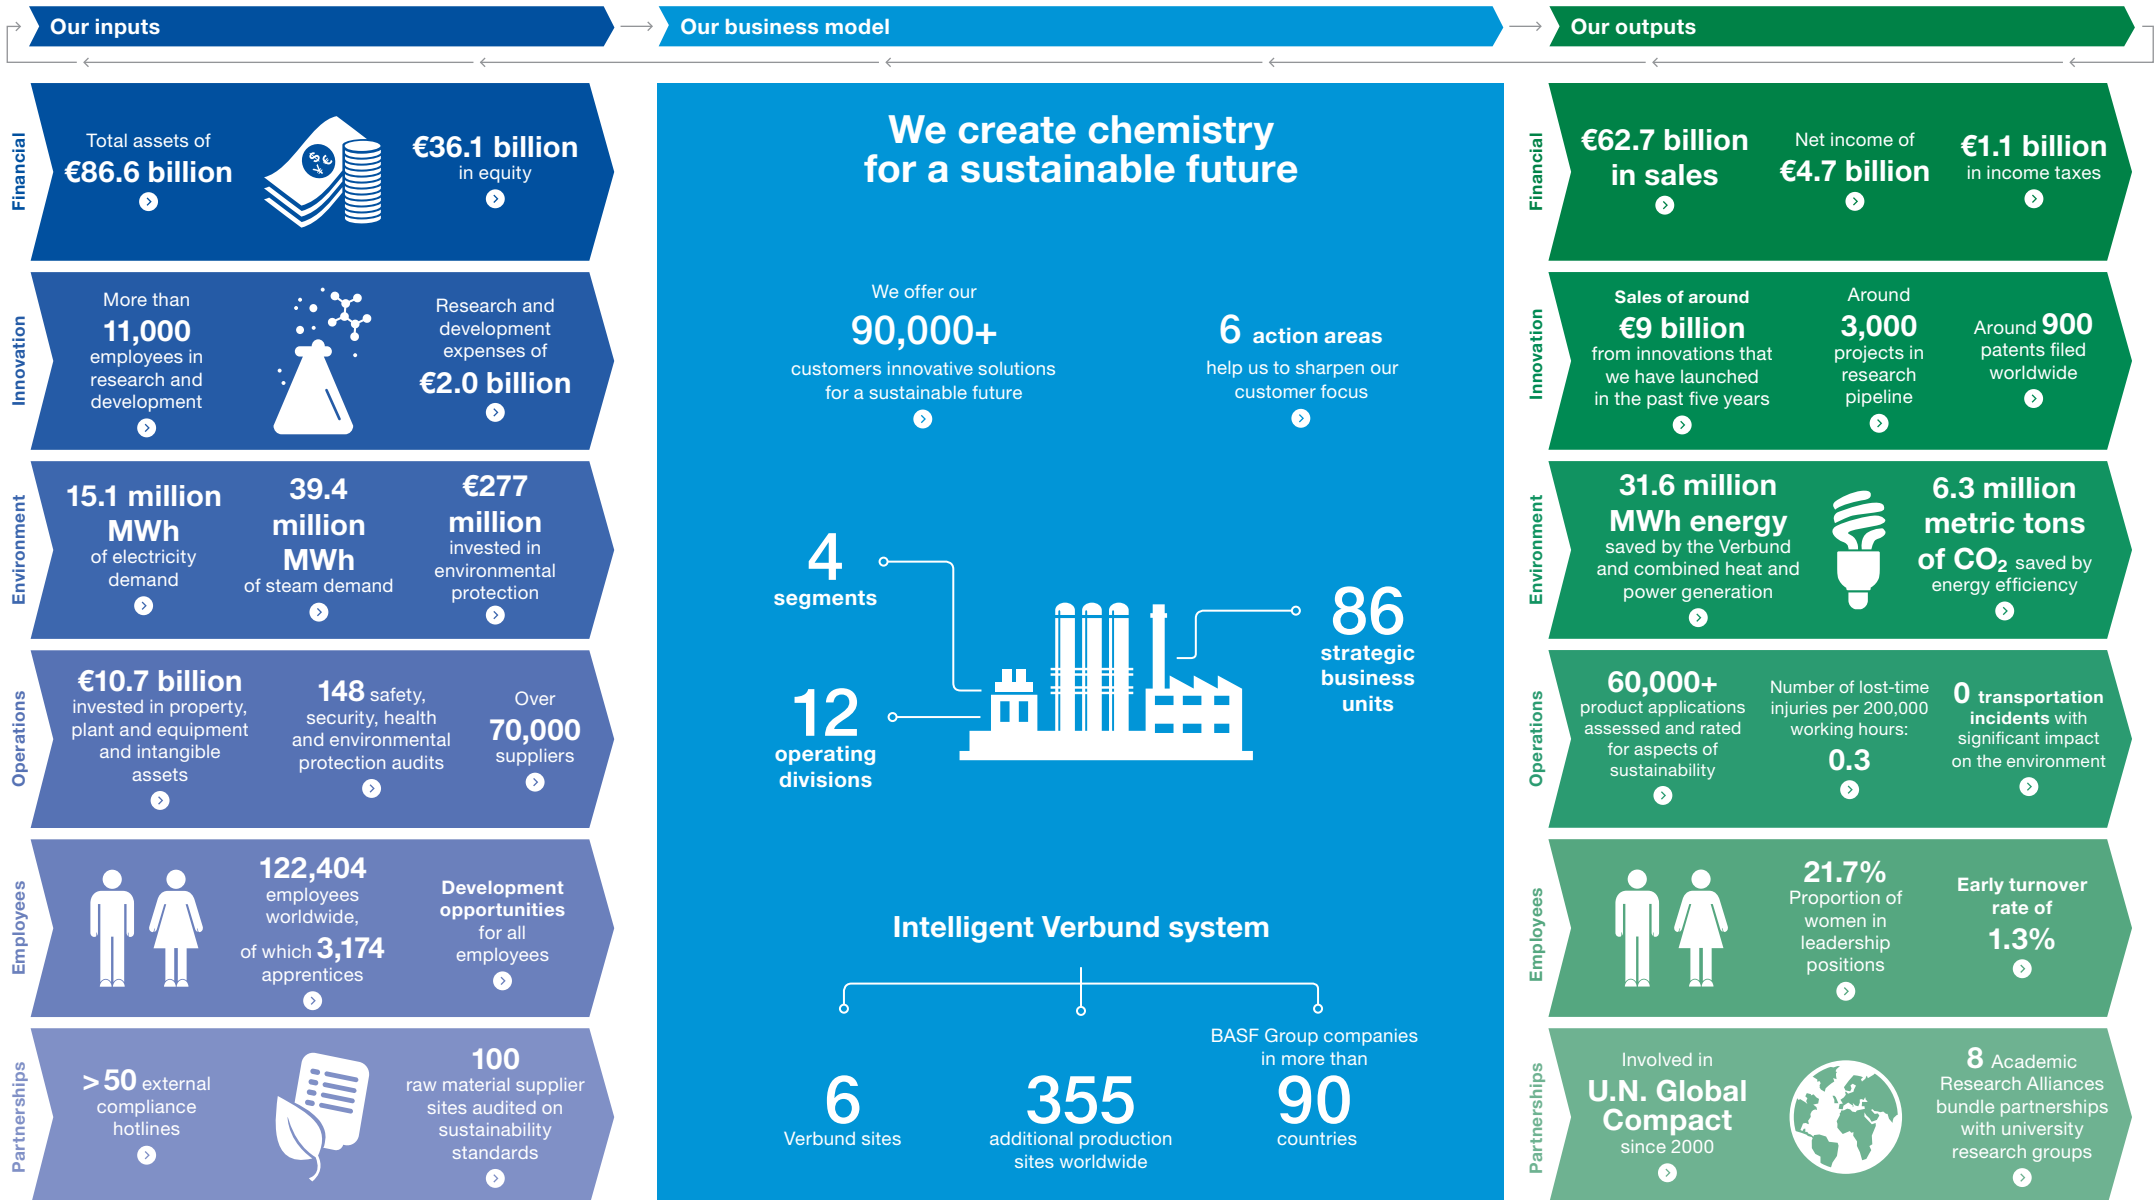 Our inputs
Our business model
Our outputs
Financial
Total assets of
€86.6 billion
€36.1 billion
in equity
Innovation
More than
11,000
employees in
research and
development
Research and
development
expenses of
€2.0 billion
Environment
15.1 million
MWh
of electricity
demand
39.4
million
MWh
of steam demand
€277
million
invested in
environmental
protection
Operations
€10.7 billion
invested in property,
plant and equipment
and intangible
assets
148 safety,
security, health
and environmental
protection audits
Over
70,000
suppliers
Employees
122,404
employees
worldwide,
of which 3,174
apprentices
Development
opportunities
for all
employees
Partnerships
> 50 external
compliance
hotlines
100
raw material supplier
sites audited on
sustainability
standards
We create chemistry
for a sustainable future
We offer our
90,000+
customers innovative solutions
for a sustainable future
6 action areas
help us to sharpen our
customer focus
4
segments
12
operating
divisions
86
strategic
business
units
Intelligent Verbund system
6
Verbund sites
355
additional production
sites worldwide
BASF Group companies
in more than
90
countries
Financial
€62.7 billion
in sales
Net income of
€4.7 billion
€1.1 billion
in income taxes
Innovation
Sales of around
€9 billion
from innovations that
we have launched
in the past five years
Around
3,000
projects in
research
pipeline
Around 900
patents filed
worldwide
Environment
31.6 million
MWh energy
saved by the Verbund
and combined heat and
power generation
6.3 million
metric tons
of CO₂ saved by
energy efficiency
Operations
60,000+
product applications
assessed and rated
for aspects of
sustainability
Number of lost-time
injuries per 200,000
working hours:
0.3
0 transportation
incidents with
significant impact
on the environment
Employees
21.7%
Proportion of
women in
leadership
positions
Early turnover
rate of
1.3%
Partnerships
Involved in
U.N. Global
Compact
since 2000
8 Academic
Research Alliances
bundle partnerships
with university
research groups